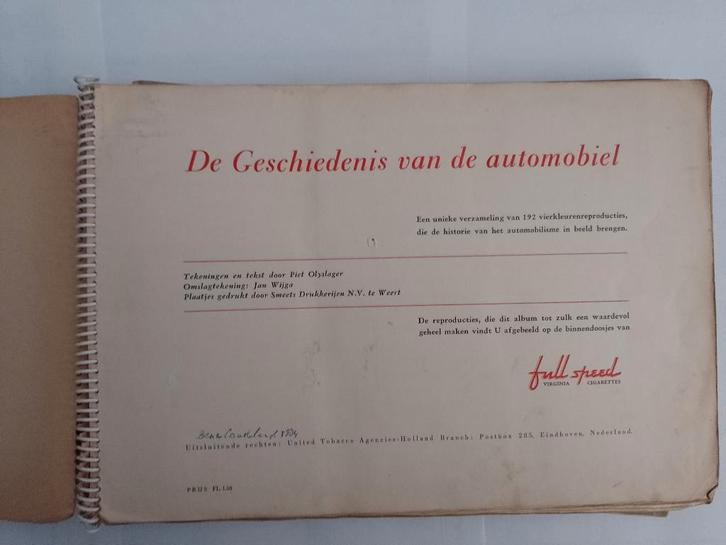 De Geschiedenis van de automobiel
Een unieke verzameling van 192 vierkleurenreproducties,
die de historie van het automobilisme in beeld brengen.
Tekeningen en tekst door Piet Olyslager
Omslagtekening: Jan Wijga
Plaatjes gedrukt door Smeets Drukkerijen N.V. te Weert
De reproducties, die dit album tot zulk een waardevol
geheel maken vindt U afgebeeld op de binnendoosjes van
full speed
VIRGINIA CIGARETTES
Uitsluitende rechten: United Tobacco Agencies-Holland Branch: Postbox 285, Eindhoven, Nederland.
PRIJS FL. 1.50